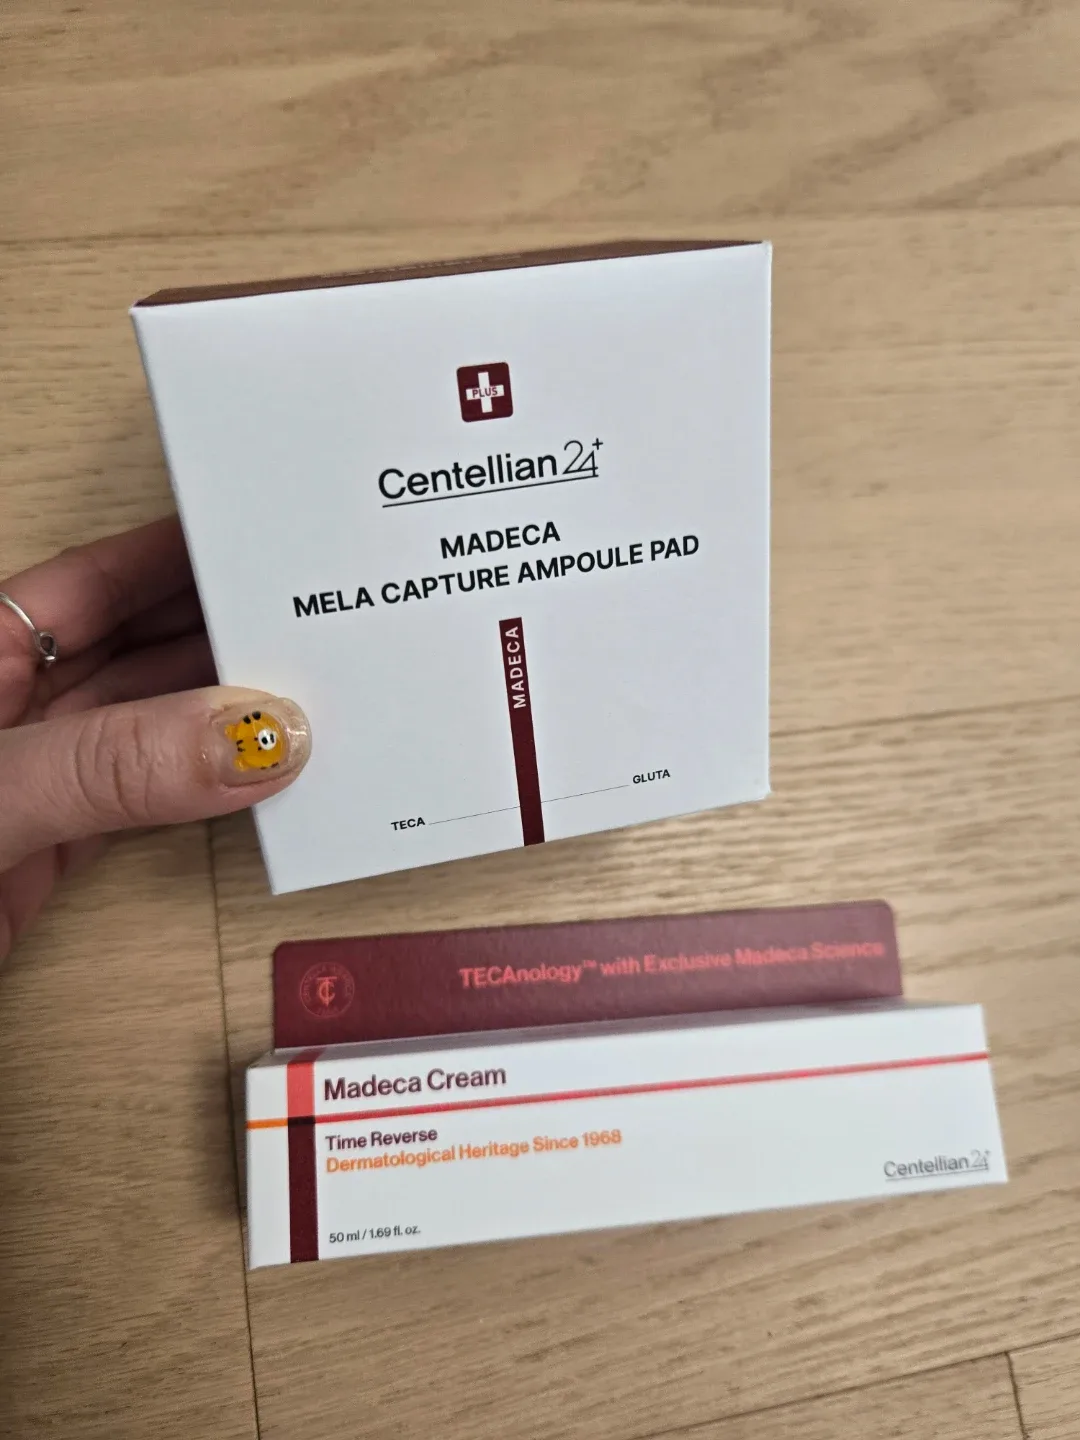 PLUS
Centellian24+
MADECA
MELA CAPTURE AMPOULE PAD
MADECA
TECA
GLUTA
TECAnology™ with Exclusive Madeca Science
Madeca Cream
Time Reverse
Dermatological Heritage Since 1968
Centellian24+
50 ml / 1.69 fl. oz.